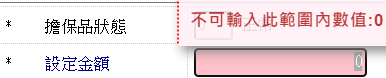 * 擔保品狀態
不可輸入此範圍內數值:0
* 設定金額 0